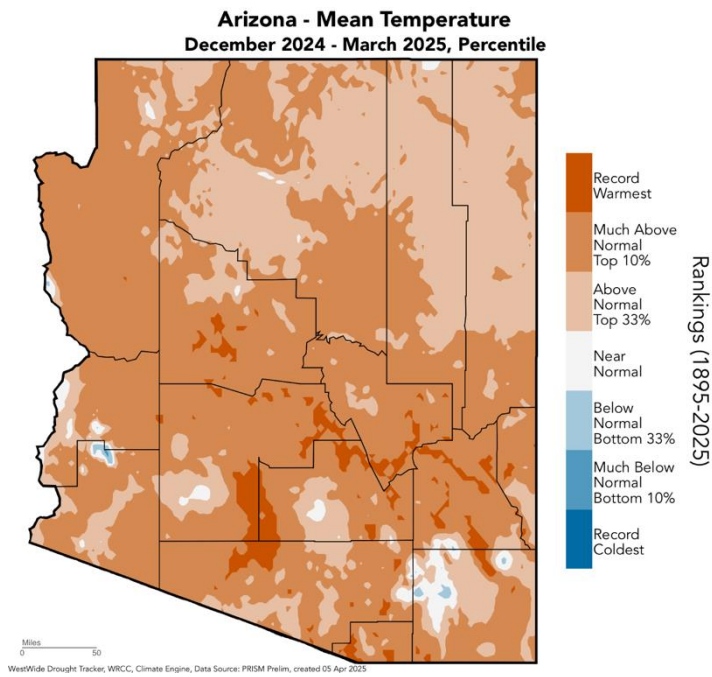 Arizona - Mean Temperature
December 2024 - March 2025, Percentile
Record
Warmest
Much Above
Normal
Top 10%
Above
Normal
Top 33%
Near
Normal
Below
Normal
Bottom 33%
Much Below
Normal
Bottom 10%
Record
Coldest
Rankings (1895-2025)
Miles
0 50
WestWide Drought Tracker, WRCC, Climate Engine, Data Source: PRISM Prelim, created 05 Apr 2025